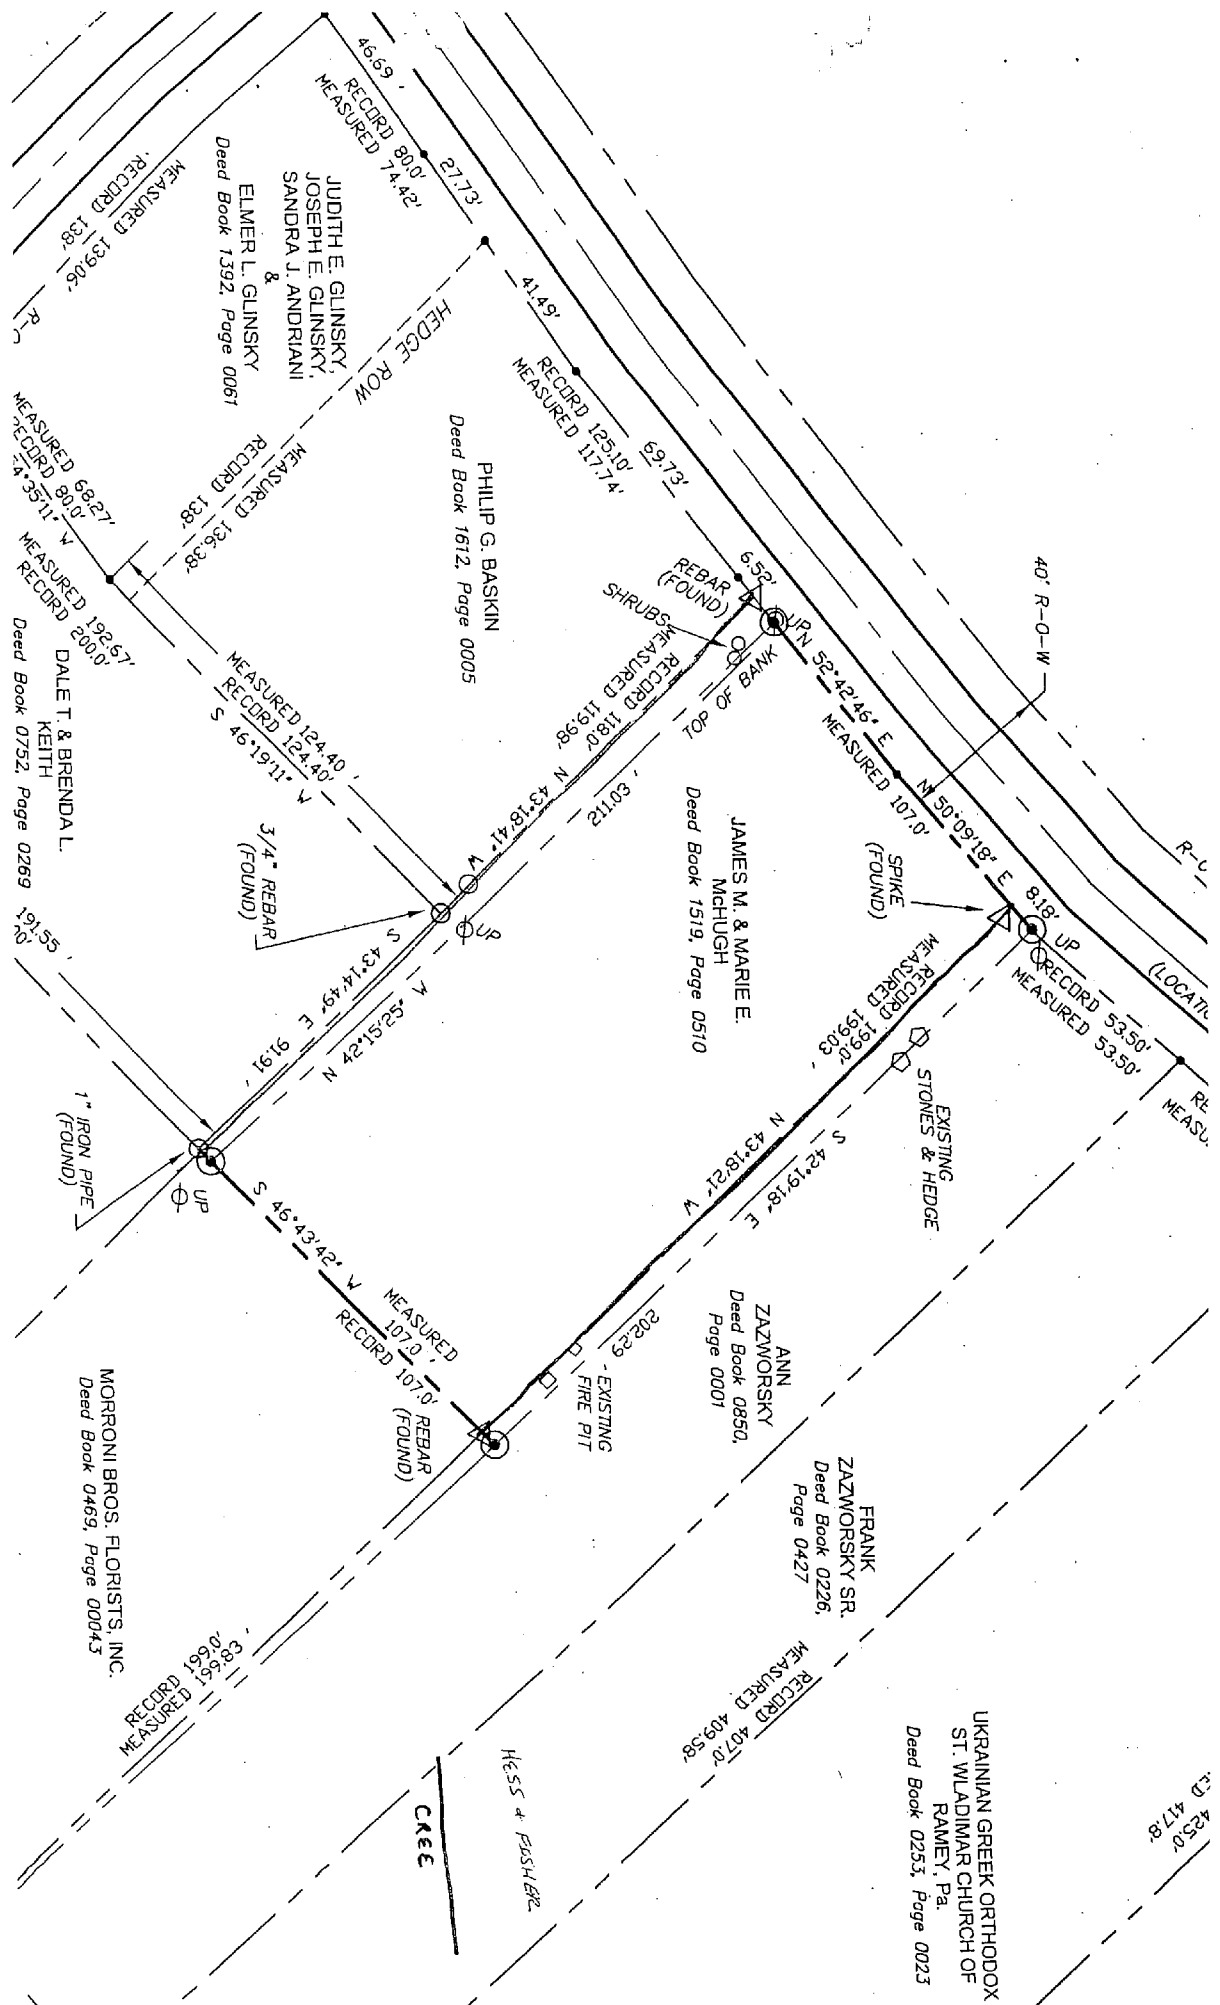 46.69 '
RECORD 80.0'
MEASURED 74.42'
27.73'
MEASURED 139.06'
RECORD 138'
JUDITH E. GLINSKY,
JOSEPH E. GLINSKY,
SANDRA J. ANDRIANI
&
ELMER L. GLINSKY
Deed Book 1392, Page 0061
HEDGE ROW
41.49'
RECORD 125.10'
MEASURED 117.74'
69.73'
MEASURED 136.38'
RECORD 138'
PHILIP G. BASKIN
Deed Book 1612, Page 0005
MEASURED 68.27'
RECORD 80.0'
4°35'11" W
MEASURED 192.67'
RECORD 200.0'
DALE T. & BRENDA L.
KEITH
Deed Book 0752, Page 0269
MEASURED 124.40 '
RECORD 124.40'
S 46°19'11" W
6.52'
REBAR
(FOUND)
SHRUBS
UP
TOP OF BANK
RECORD 118.0'
MEASURED 119.98'
N 43°18'41" W
211.03 '
N 52°42'46" E
MEASURED 107.0'
N 50°09'18" E
40' R-O-W
JAMES M. & MARIE E.
McHUGH
Deed Book 1519, Page 0510
SPIKE
(FOUND)
8.18'
UP
RECORD 53.50'
MEASURED 53.50'
(LOCATIO
3/4" REBAR
(FOUND)
UP
S 43°14'49" E
91.91 '
N 42°15'25" W
191.55 '
1" IRON PIPE
(FOUND)
UP
RECORD 199.0'
MEASURED 199.03 '
N 43°18'21" W
S 42°19'18" E
202.29
EXISTING
STONES & HEDGE
S 46°43'42" W
MEASURED
107.0 '
RECORD 107.0'
REBAR
(FOUND)
EXISTING
FIRE PIT
ANN
ZAZWORSKY
Deed Book 0850,
Page 0001
FRANK
ZAZWORSKY SR.
Deed Book 0226,
Page 0427
MORRONI BROS. FLORISTS, INC.
Deed Book 0469, Page 00043
RECORD 199.0'
MEASURED 199.83 '
RECORD 407.0'
MEASURED 409.58'
HESS &
CREE
UKRAINIAN GREEK ORTHODOX
ST. WLADIMAR CHURCH OF
RAMEY, Pa.
Deed Book 0253, Page 0023
425.0'
ED 417.8'